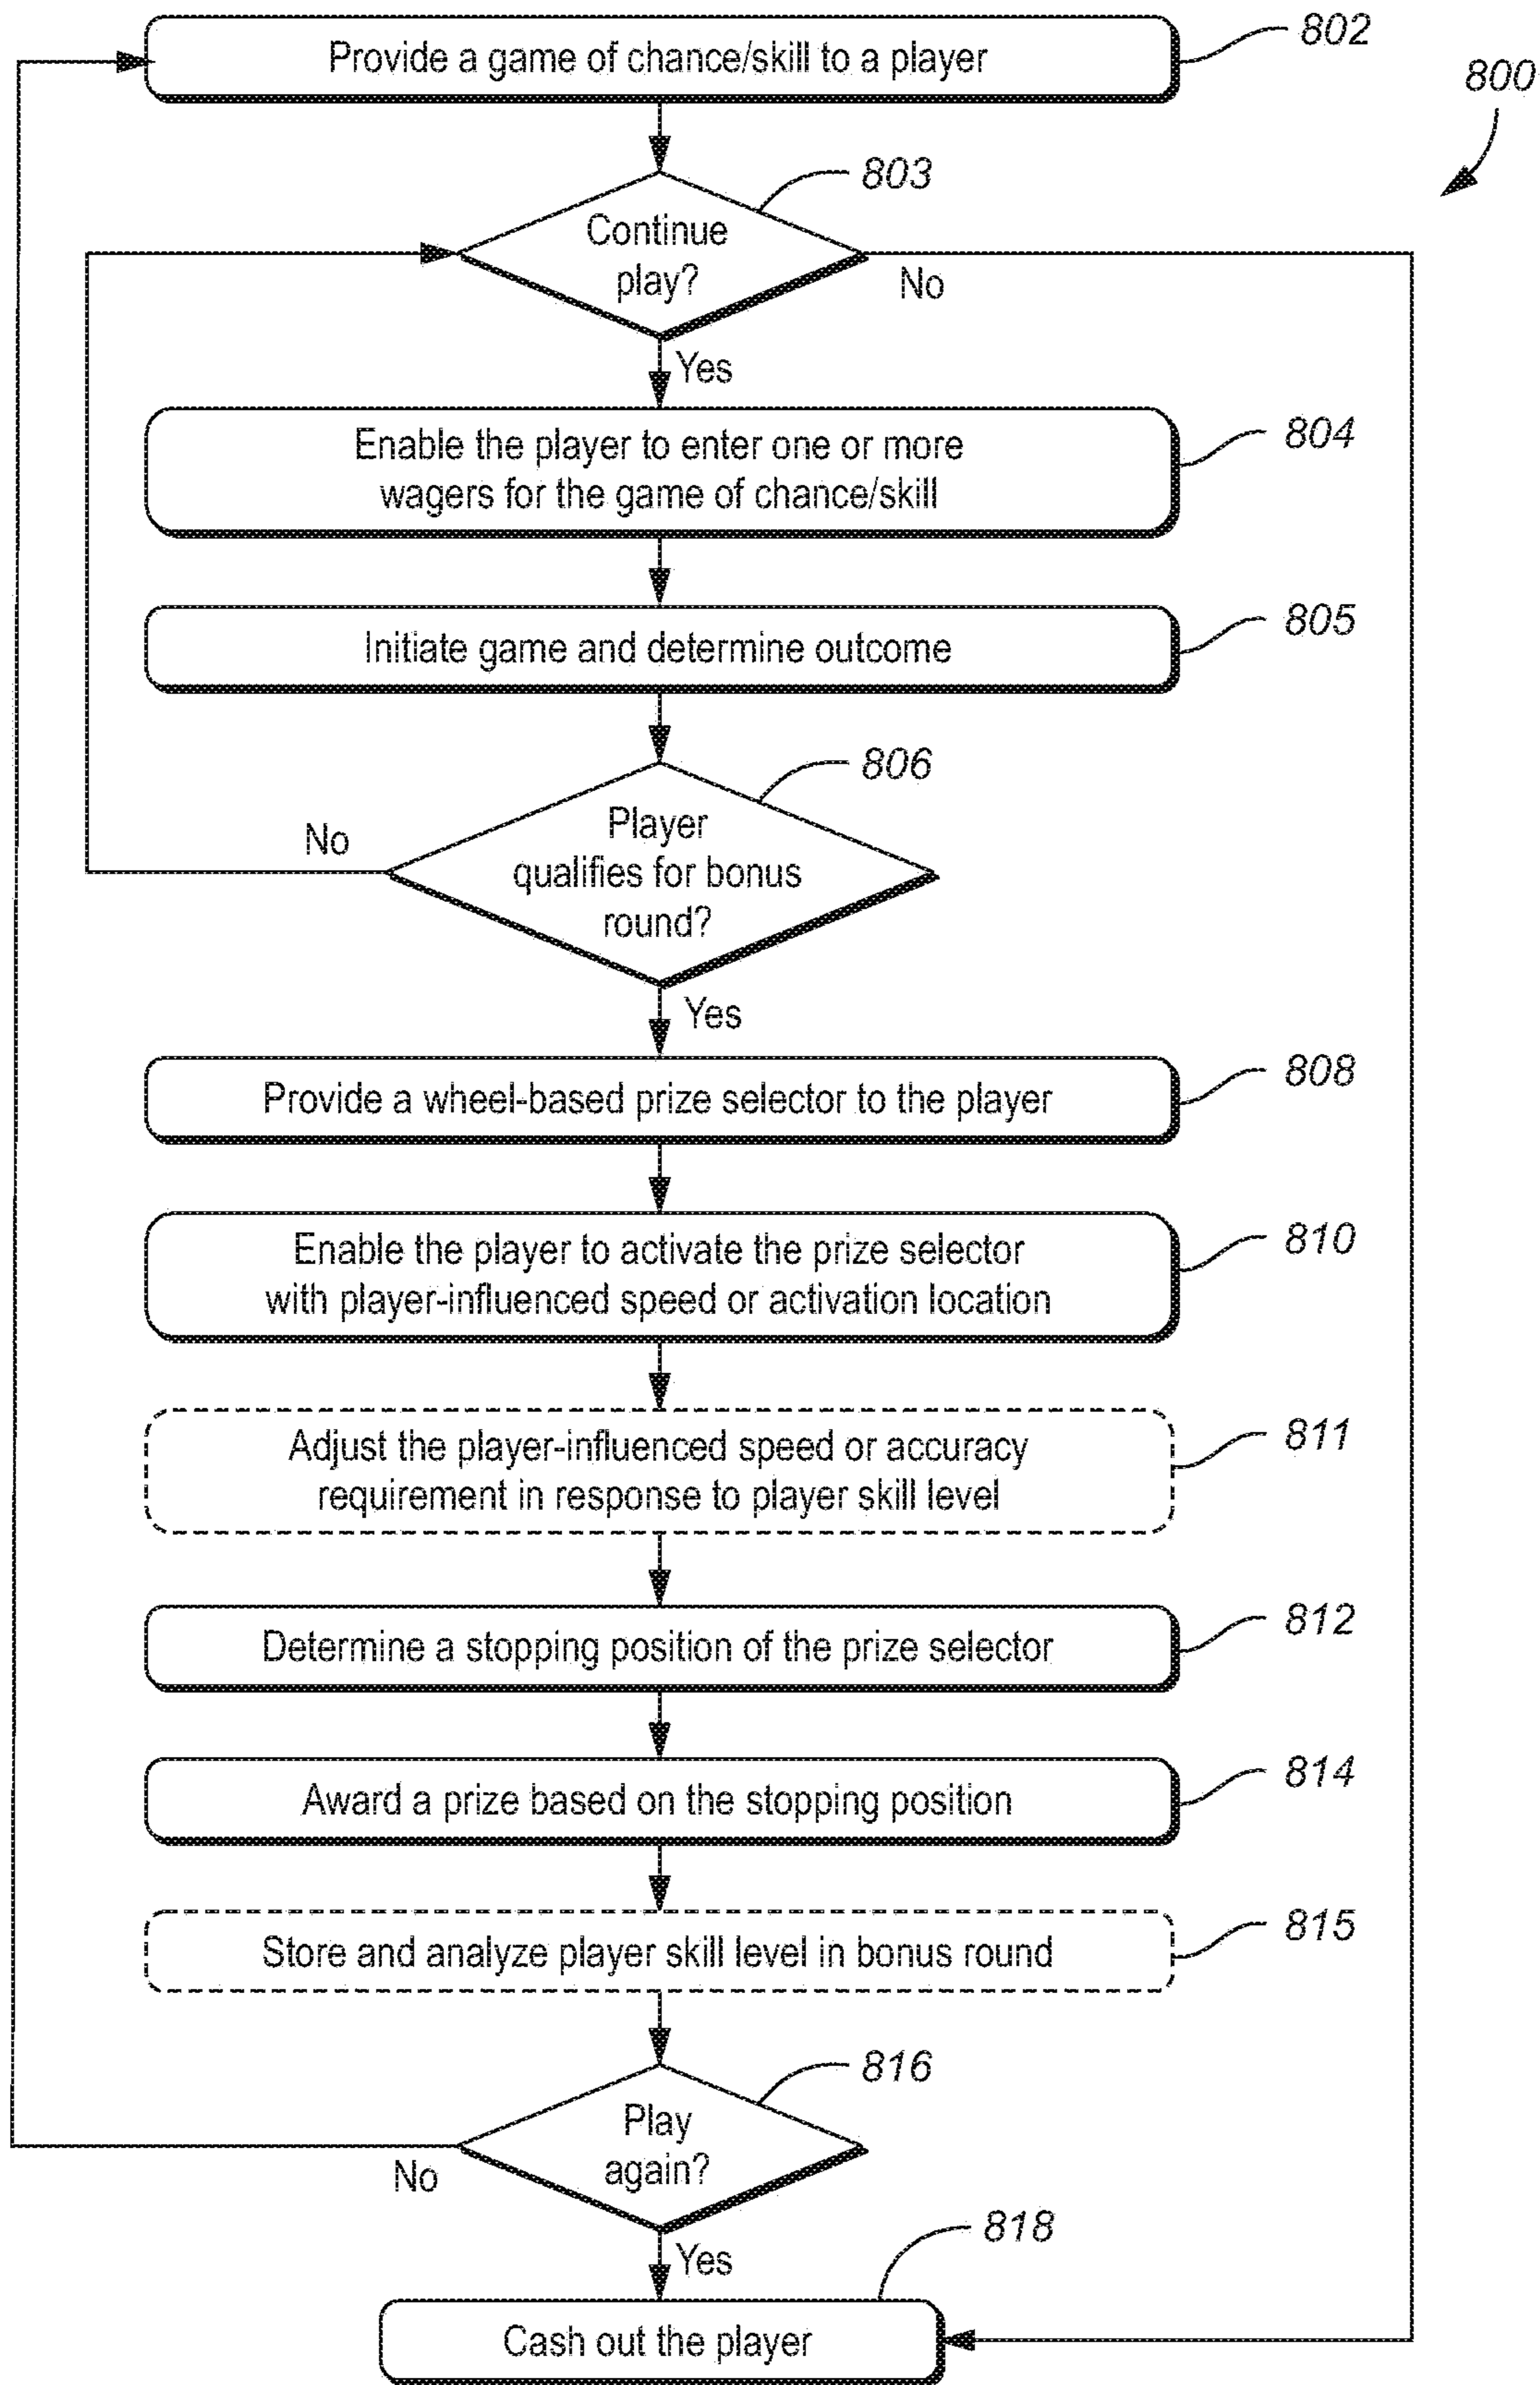 Provide a game of chance/skill to a player
802
800
803
Continue
play?
No
Yes
Enable the player to enter one or more
wagers for the game of chance/skill
804
Initiate game and determine outcome
805
806
Player
qualifies for bonus
round?
No
Yes
Provide a wheel-based prize selector to the player
808
Enable the player to activate the prize selector
with player-influenced speed or activation location
810
Adjust the player-influenced speed or accuracy
requirement in response to player skill level
811
Determine a stopping position of the prize selector
812
Award a prize based on the stopping position
814
Store and analyze player skill level in bonus round
815
816
Play
again?
No
Yes
818
Cash out the player